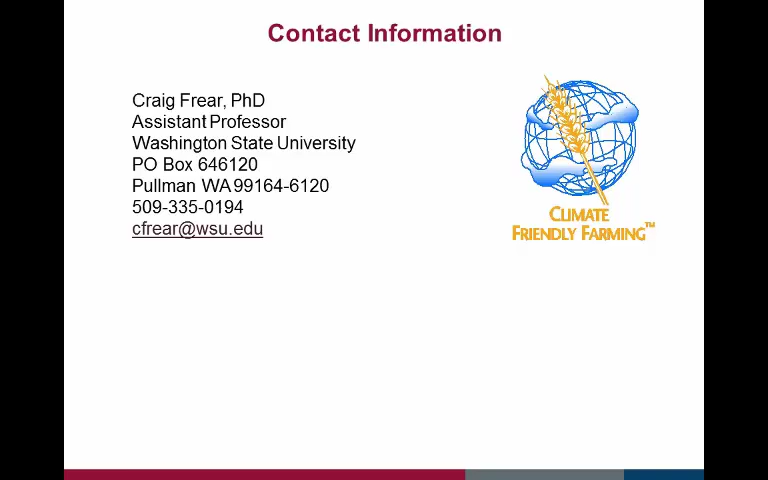 Contact Information
Craig Frear, PhD
Assistant Professor
Washington State University
PO Box 646120
Pullman WA 99164-6120
509-335-0194
cfrear@wsu.edu
CLIMATE
FRIENDLY FARMING™